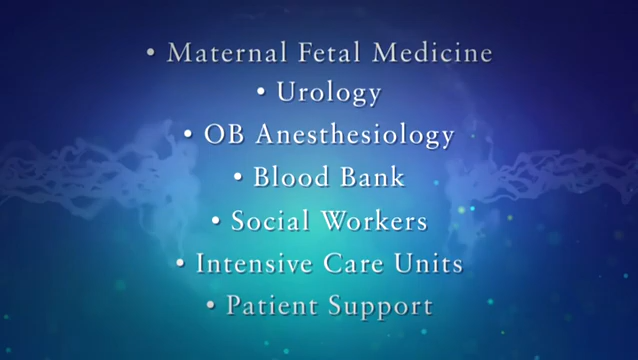 • Maternal Fetal Medicine
• Urology
• OB Anesthesiology
• Blood Bank
• Social Workers
• Intensive Care Units
• Patient Support